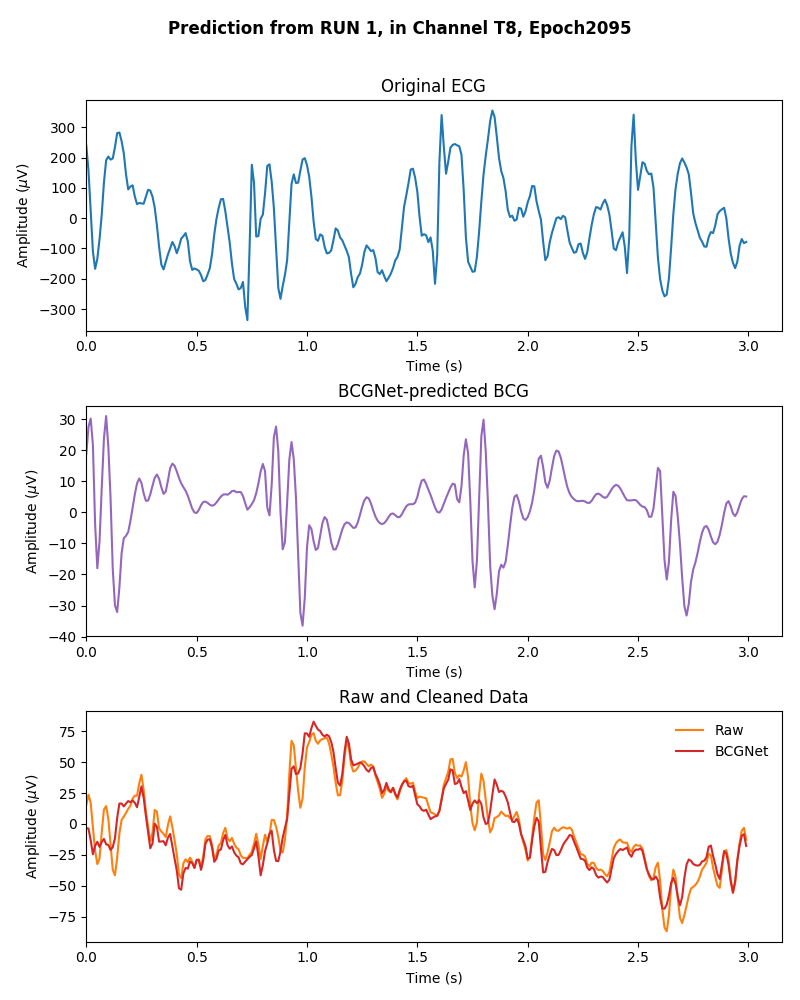 Prediction from RUN 1, in Channel T8, Epoch2095
Original ECG
Amplitude (μV)
300
200
100
0
−100
−200
−300
0.0 0.5 1.0 1.5 2.0 2.5 3.0
Time (s)
BCGNet-predicted BCG
Amplitude (μV)
30
20
10
0
−10
−20
−30
−40
0.0 0.5 1.0 1.5 2.0 2.5 3.0
Time (s)
Raw and Cleaned Data
Amplitude (μV)
75
50
25
0
−25
−50
−75
Raw
BCGNet
0.0 0.5 1.0 1.5 2.0 2.5 3.0
Time (s)